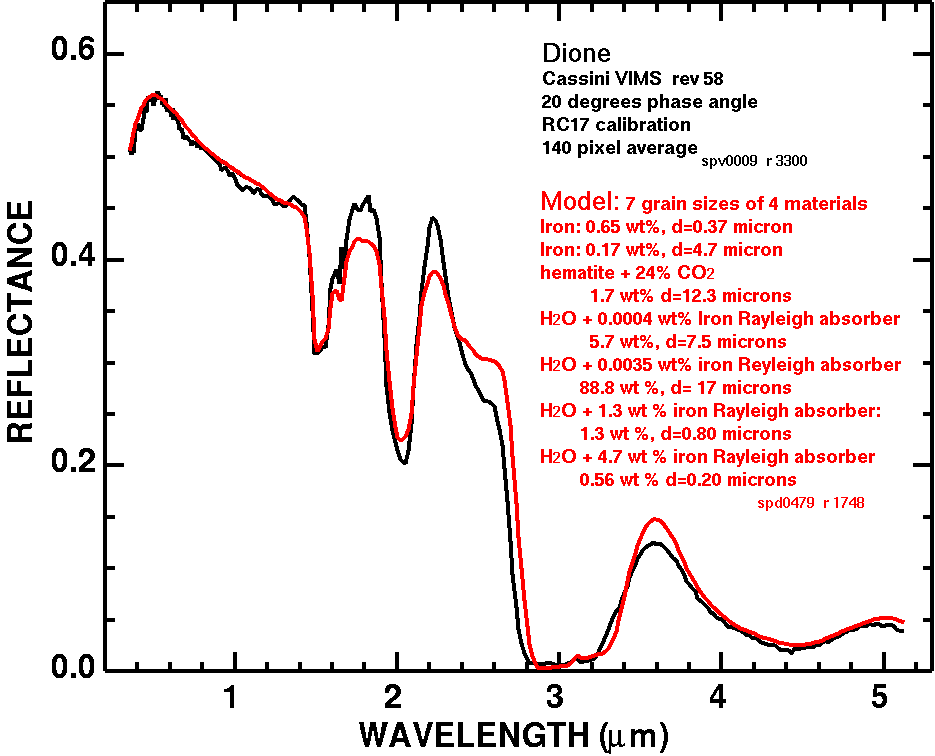 0.6
0.4
0.2
0.0
REFLECTANCE
Dione
Cassini VIMS rev 58
20 degrees phase angle
RC17 calibration
140 pixel average
spv0009 r 3300
Model: 7 grain sizes of 4 materials
Iron: 0.65 wt%, d=0.37 micron
Iron: 0.17 wt%, d=4.7 micron
hematite + 24% CO2
1.7 wt% d=12.3 microns
H2O + 0.0004 wt% Iron Rayleigh absorber
5.7 wt%, d=7.5 microns
H2O + 0.0035 wt% iron Reyleigh absorber
88.8 wt %, d= 17 microns
H2O + 1.3 wt % iron Rayleigh absorber:
1.3 wt %, d=0.80 microns
H2O + 4.7 wt % iron Rayleigh absorber
0.56 wt % d=0.20 microns
spd0479 r 1748
1 2 3 4 5
WAVELENGTH (μm)